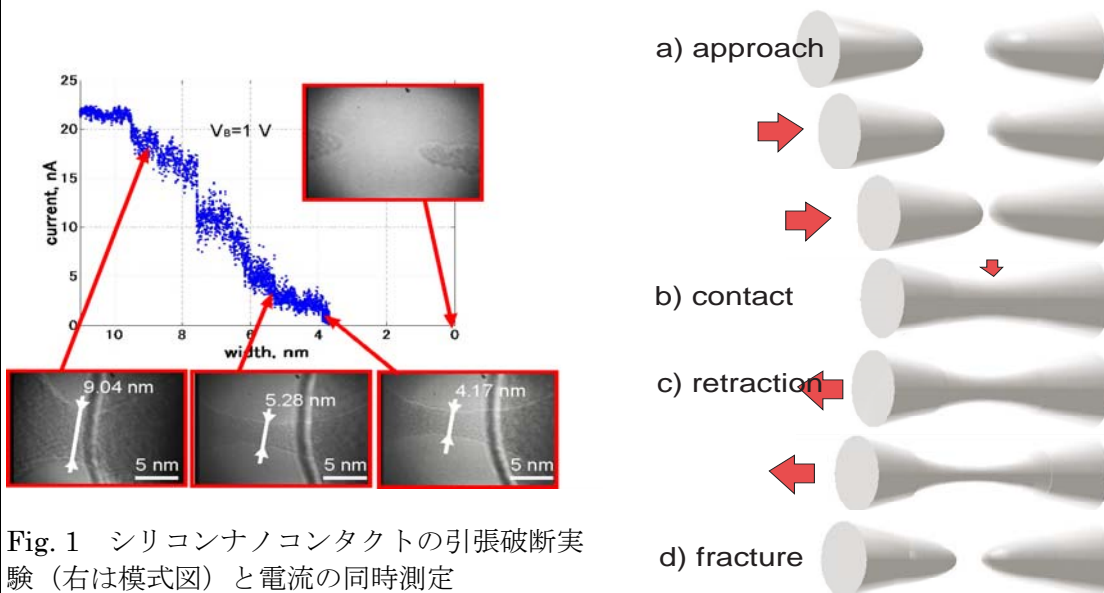 25
20
15
10
5
0
current, nA
V_B=1 V
10
8
6
4
2
0
width, nm
9.04 nm
5 nm
5.28 nm
5 nm
4.17 nm
5 nm
Fig. 1　シリコンナノコンタクトの引張破断実
験（右は模式図）と電流の同時測定
a) approach
b) contact
c) retraction
d) fracture